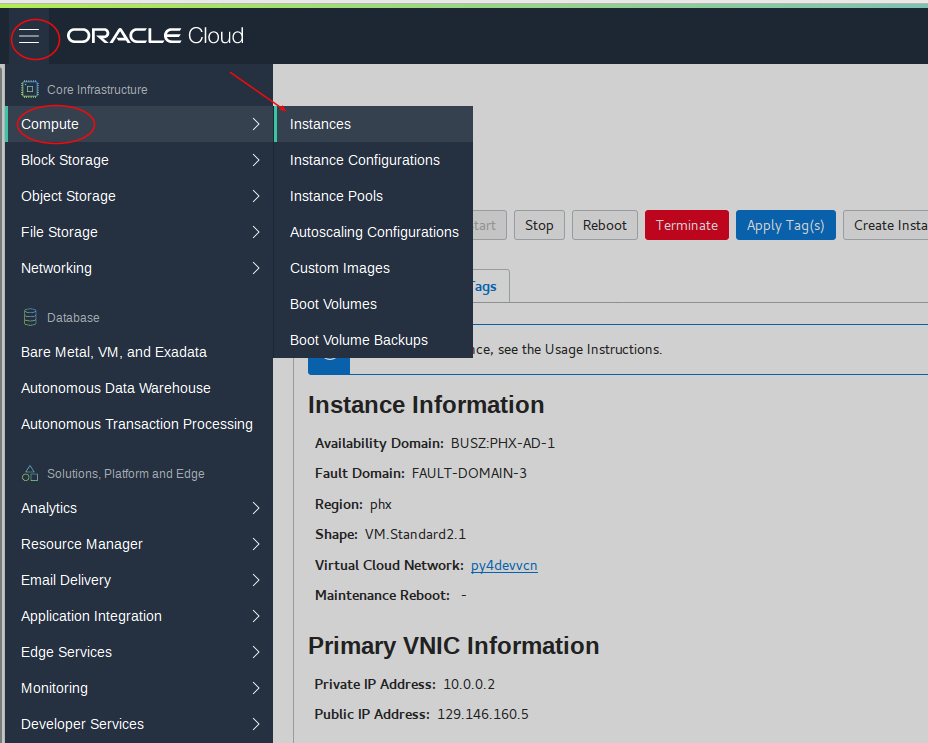 ORACLE Cloud
Core Infrastructure
Compute
Block Storage
Object Storage
File Storage
Networking
Database
Bare Metal, VM, and Exadata
Autonomous Data Warehouse
Autonomous Transaction Processing
Solutions, Platform and Edge
Analytics
Resource Manager
Email Delivery
Application Integration
Edge Services
Monitoring
Developer Services
Instances
Instance Configurations
Instance Pools
Autoscaling Configurations
Custom Images
Boot Volumes
Boot Volume Backups
tart Stop Reboot Terminate Apply Tag(s) Create Insta
Tags
nce, see the Usage Instructions.
Instance Information
Availability Domain: BUSZ:PHX-AD-1
Fault Domain: FAULT-DOMAIN-3
Region: phx
Shape: VM.Standard2.1
Virtual Cloud Network: py4devvcn
Maintenance Reboot: -
Primary VNIC Information
Private IP Address: 10.0.0.2
Public IP Address: 129.146.160.5